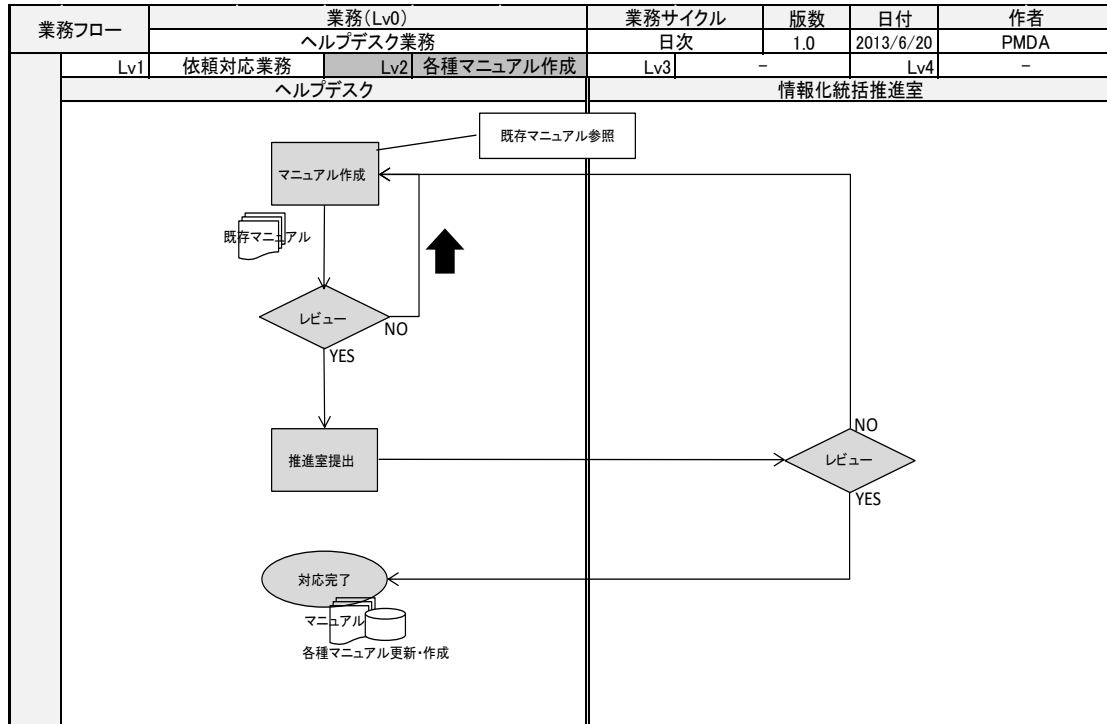 業務フロー
業務(Lv0)
業務サイクル
版数
日付
作者
ヘルプデスク業務
日次
1.0
2013/6/20
PMDA
Lv1
依頼対応業務
Lv2
各種マニュアル作成
Lv3
－
Lv4
－
ヘルプデスク
情報化統括推進室
既存マニュアル参照
マニュアル作成
既存マニュアル
レビュー
NO
YES
推進室提出
NO
レビュー
YES
対応完了
マニュアル
各種マニュアル更新・作成